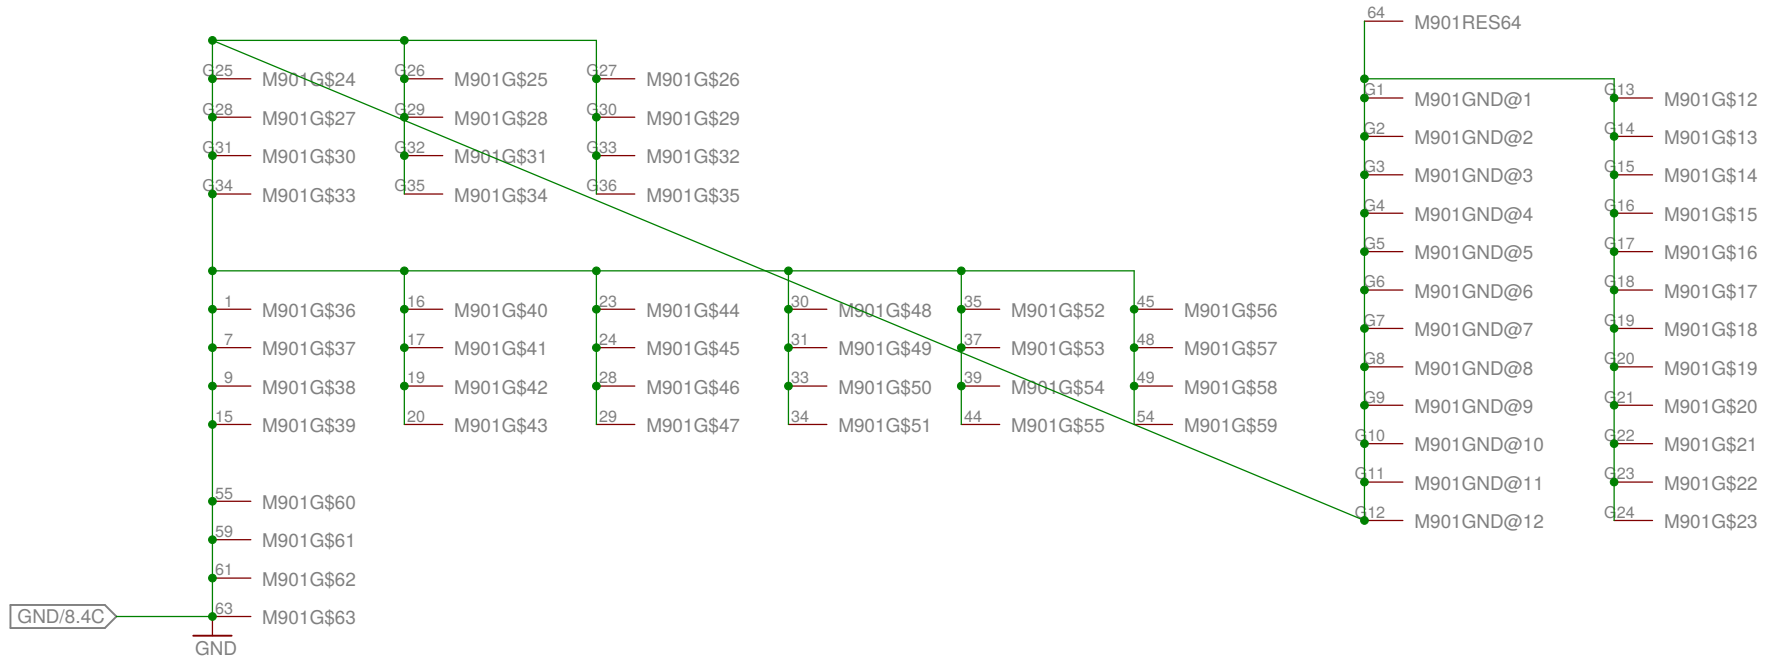 64 M901RES64
G25 M901G$24 G26 M901G$25 G27 M901G$26
G1 M901GND@1 G13 M901G$12
G28 M901G$27 G29 M901G$28 G30 M901G$29
G2 M901GND@2 G14 M901G$13
G31 M901G$30 G32 M901G$31 G33 M901G$32
G3 M901GND@3 G15 M901G$14
G34 M901G$33 G35 M901G$34 G36 M901G$35
G4 M901GND@4 G16 M901G$15
G5 M901GND@5 G17 M901G$16
G6 M901GND@6 G18 M901G$17
1 M901G$36 16 M901G$40 23 M901G$44 30 M901G$48 35 M901G$52 45 M901G$56
G7 M901GND@7 G19 M901G$18
7 M901G$37 17 M901G$41 24 M901G$45 31 M901G$49 37 M901G$53 48 M901G$57
G8 M901GND@8 G20 M901G$19
9 M901G$38 19 M901G$42 28 M901G$46 33 M901G$50 39 M901G$54 49 M901G$58
G9 M901GND@9 G21 M901G$20
15 M901G$39 20 M901G$43 29 M901G$47 34 M901G$51 44 M901G$55 54 M901G$59
G10 M901GND@10 G22 M901G$21
G11 M901GND@11 G23 M901G$22
55 M901G$60
G12 M901GND@12 G24 M901G$23
59 M901G$61
61 M901G$62
GND/8.4C 63 M901G$63
GND